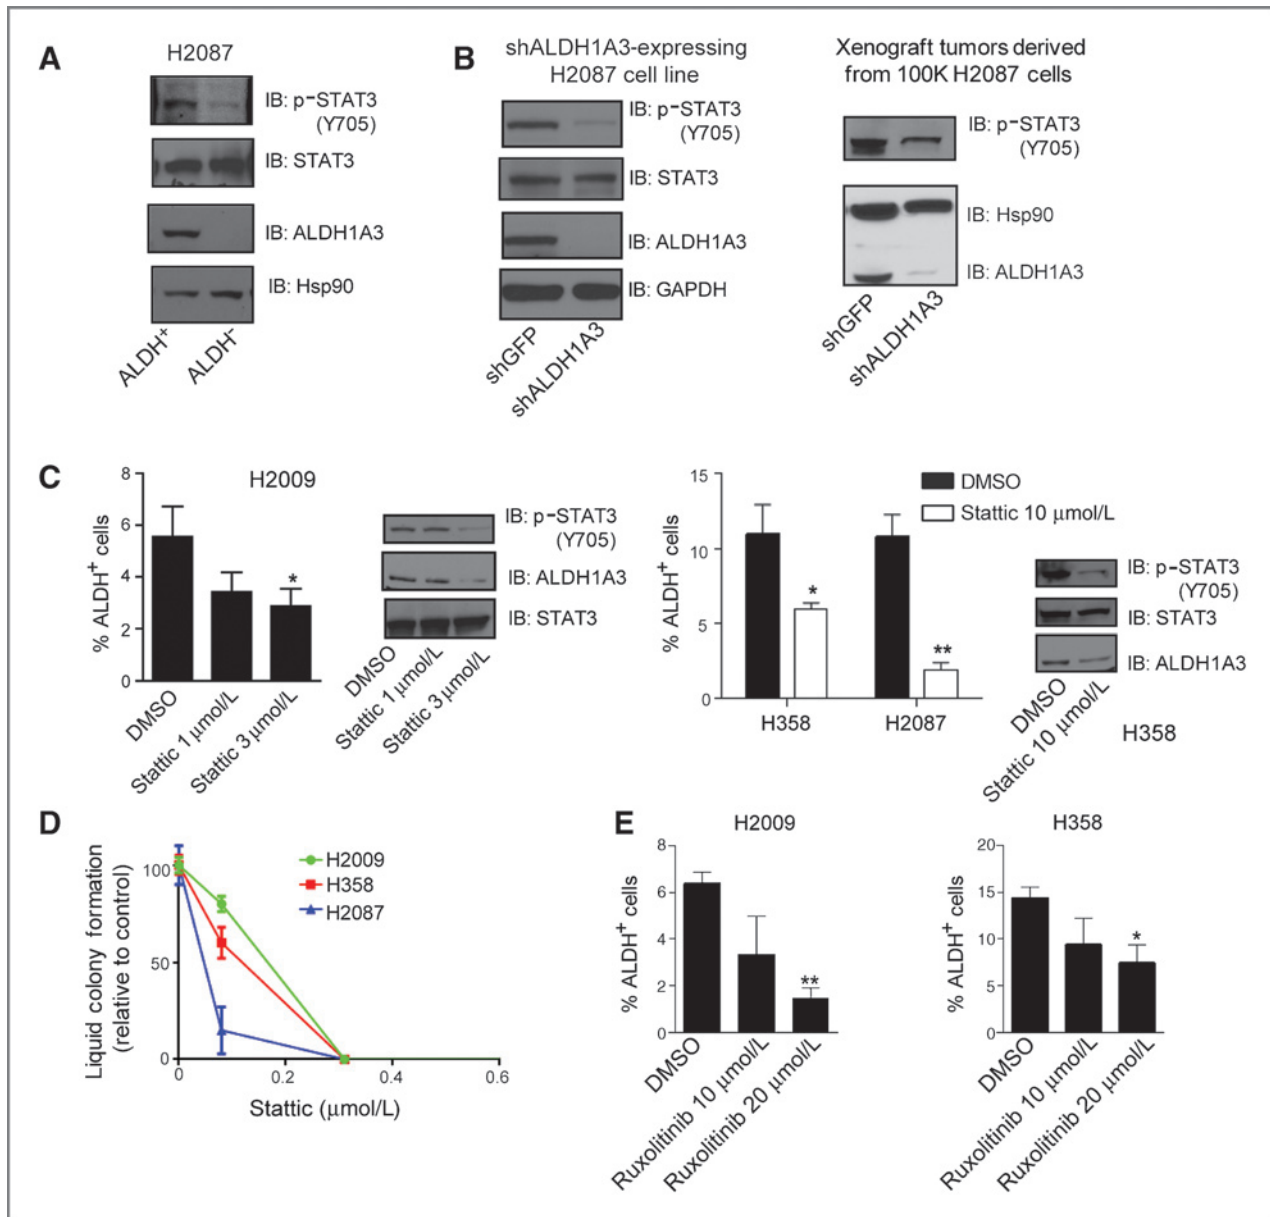 A
H2087
IB: p-STAT3
(Y705)
IB: STAT3
IB: ALDH1A3
IB: Hsp90
ALDH+
ALDH-
B
shALDH1A3-expressing
H2087 cell line
IB: p-STAT3
(Y705)
IB: STAT3
IB: ALDH1A3
IB: GAPDH
shGFP
shALDH1A3
Xenograft tumors derived
from 100K H2087 cells
IB: p-STAT3
(Y705)
IB: Hsp90
IB: ALDH1A3
shGFP
shALDH1A3
C
H2009
% ALDH+ cells
8
6
4
2
0
*
DMSO
Stattic 1 µmol/L
Stattic 3 µmol/L
IB: p-STAT3
(Y705)
IB: ALDH1A3
IB: STAT3
DMSO
Stattic 1 µmol/L
Stattic 3 µmol/L
% ALDH+ cells
15
10
5
0
DMSO
Stattic 10 µmol/L
*
**
H358
H2087
IB: p-STAT3
(Y705)
IB: STAT3
IB: ALDH1A3
DMSO
Stattic 10 µmol/L
H358
D
Liquid colony formation
(relative to control)
100
50
0
0
0.2
0.4
0.6
Stattic (µmol/L)
H2009
H358
H2087
E
H2009
% ALDH+ cells
8
6
4
2
0
**
DMSO
Ruxolitinib 10 µmol/L
Ruxolitinib 20 µmol/L
H358
% ALDH+ cells
20
15
10
5
0
*
DMSO
Ruxolitinib 10 µmol/L
Ruxolitinib 20 µmol/L